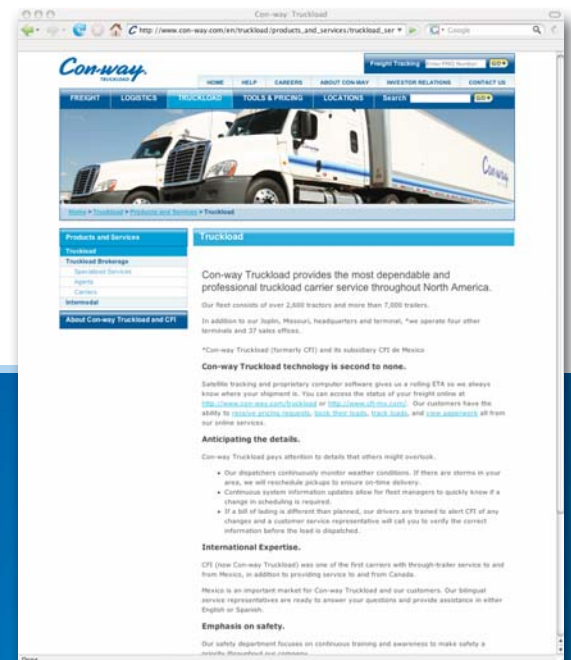 Con-way: Truckload
http://www.con-way.com/en/truckload/products_and_services/truckload_ser
Google
Con-way.
TRUCKLOAD
Freight Tracking
GO
HOME HELP CAREERS ABOUT CON-WAY INVESTOR RELATIONS CONTACT US
FREIGHT LOGISTICS TRUCKLOAD TOOLS & PRICING LOCATIONS Search GO
Con-way
Home > Truckload > Products and Services > Truckload
Products and Services
Truckload
Truckload Brokerage
Specialized Services
Agents
Carriers
Intermodal
About Con-way Truckload and CFI
Truckload
Con-way Truckload provides the most dependable and
professional truckload carrier service throughout North America.
Our fleet consists of over 2,600 tractors and more than 7,000 trailers.
In addition to our Joplin, Missouri, headquarters and terminal, *we operate four other
terminals and 37 sales offices.
*Con-way Truckload (formerly CFI) and its subsidiary CFI de Mexico
Con-way Truckload technology is second to none.
Satellite tracking and proprietary computer software gives us a rolling ETA so we always
know where your shipment is. You can access the status of your freight online at
http://www.con-way.com/truckload or http://www.cfi-mx.com/. Our customers have the
ability to receive pricing requests, book their loads, track loads, and view paperwork all from
our online services.
Anticipating the details.
Con-way Truckload pays attention to details that others might overlook.
• Our dispatchers continuously monitor weather conditions. If there are storms in your
area, we will reschedule pickups to ensure on-time delivery.
• Continuous system information updates allow for fleet managers to quickly know if a
change in scheduling is required.
• If a bill of lading is different than planned, our drivers are trained to alert CFI of any
changes and a customer service representative will call you to verify the correct
information before the load is dispatched.
International Expertise.
CFI (now Con-way Truckload) was one of the first carriers with through-trailer service to and
from Mexico, in addition to providing service to and from Canada.
Mexico is an important market for Con-way Truckload and our customers. Our bilingual
service representatives are ready to answer your questions and provide assistance in either
English or Spanish.
Emphasis on safety.
Our safety department focuses on continuous training and awareness to make safety a
priority throughout our company.
Done